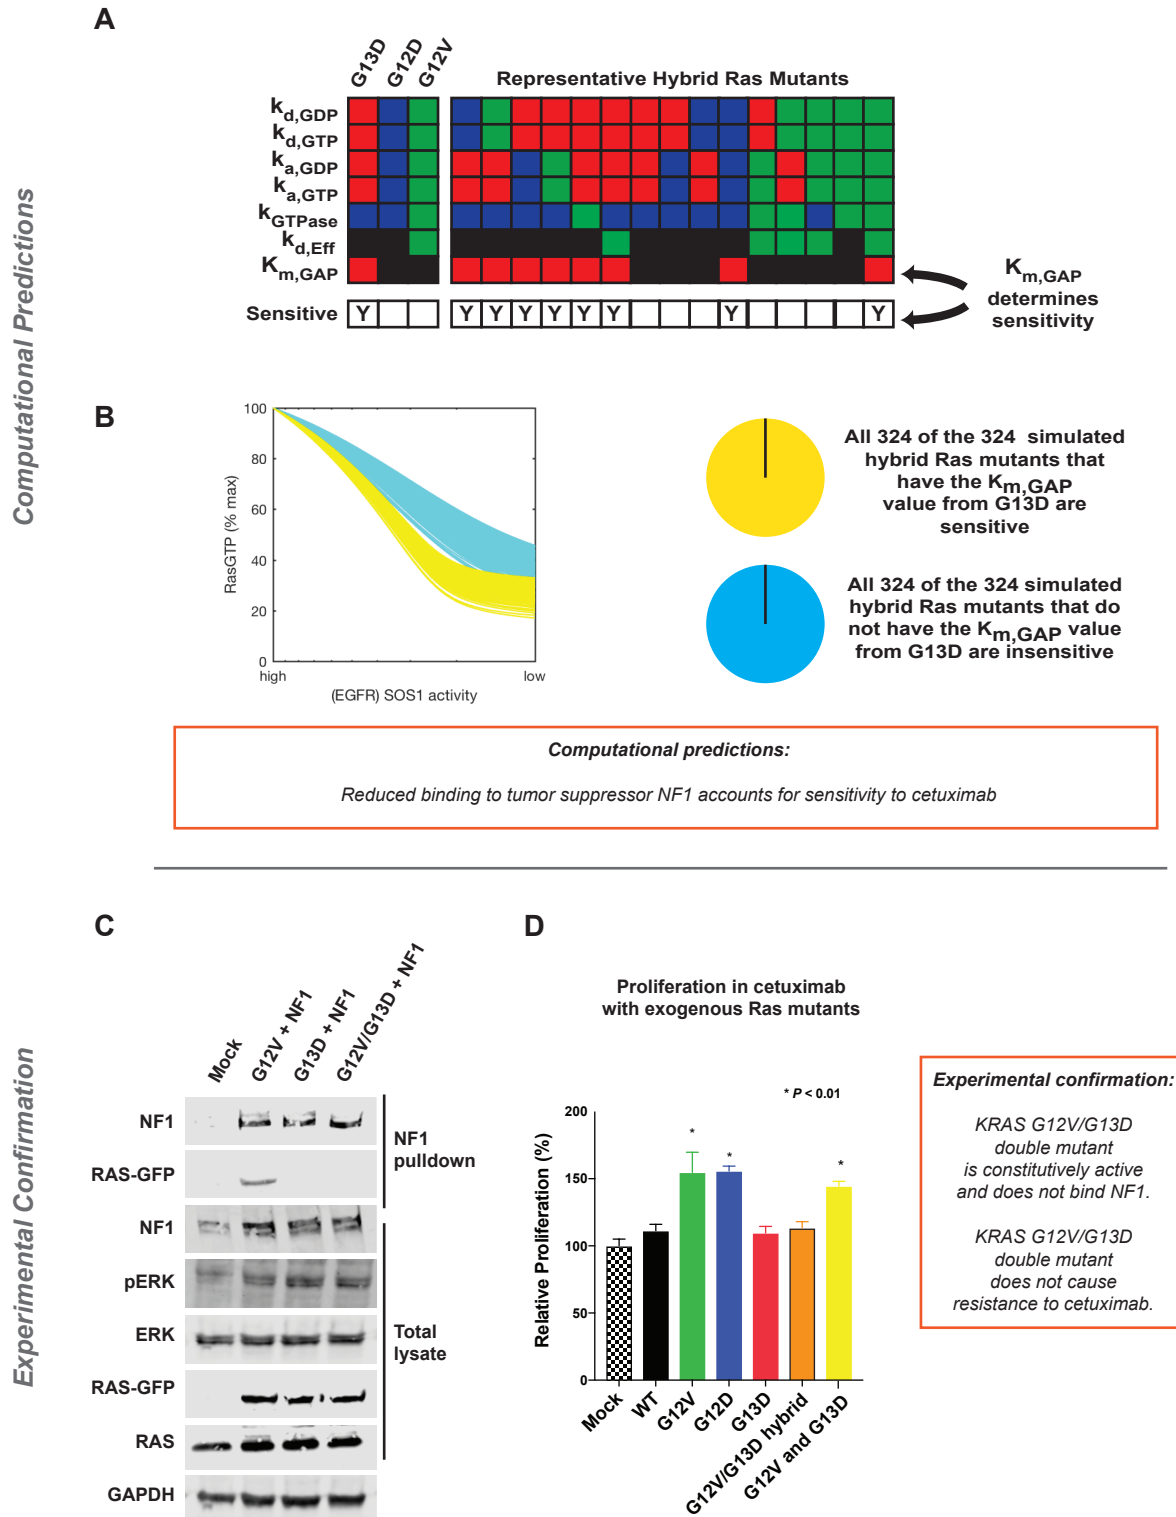 A
G13D
G12D
G12V
Representative Hybrid Ras Mutants
kd,GDP
kd,GTP
ka,GDP
ka,GTP
kGTPase
kd,Eff
Km,GAP
Sensitive Y Y Y Y Y Y Y Y Y
Km,GAP
determines
sensitivity
Computational Predictions
B
100
80
60
40
20
0
RasGTP (% max)
high
low
(EGFR) SOS1 activity
All 324 of the 324 simulated
hybrid Ras mutants that
have the Km,GAP
value from G13D are
sensitive
All 324 of the 324 simulated
hybrid Ras mutants that do
not have the Km,GAP value
from G13D are insensitive
Computational predictions:
Reduced binding to tumor suppressor NF1 accounts for sensitivity to cetuximab
Experimental Confirmation
C
Mock
G12V + NF1
G13D + NF1
G12V/G13D + NF1
NF1
RAS-GFP
NF1
pulldown
NF1
pERK
ERK
RAS-GFP
RAS
GAPDH
Total
lysate
D
Proliferation in cetuximab
with exogenous Ras mutants
* P < 0.01
Relative Proliferation (%)
200
150
100
50
0
*
*
*
Mock
WT
G12V
G12D
G13D
G12V/G13D hybrid
G12V and G13D
Experimental confirmation:
KRAS G12V/G13D
double mutant
is constitutively active
and does not bind NF1.
KRAS G12V/G13D
double mutant
does not cause
resistance to cetuximab.